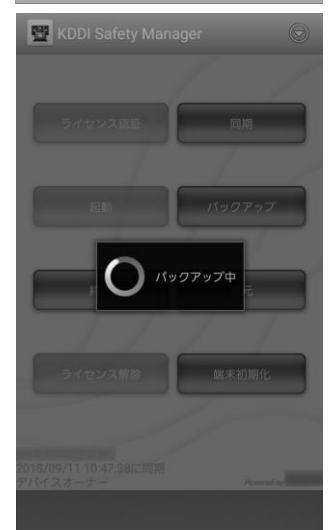 KDDI Safety Manager
ライセンス認証
同期
起動
バックアップ
バックアップ中
元
ライセンス解除
端末初期化
2018/09/11 10:47:38に同期
デバイスオーナー
Powered by